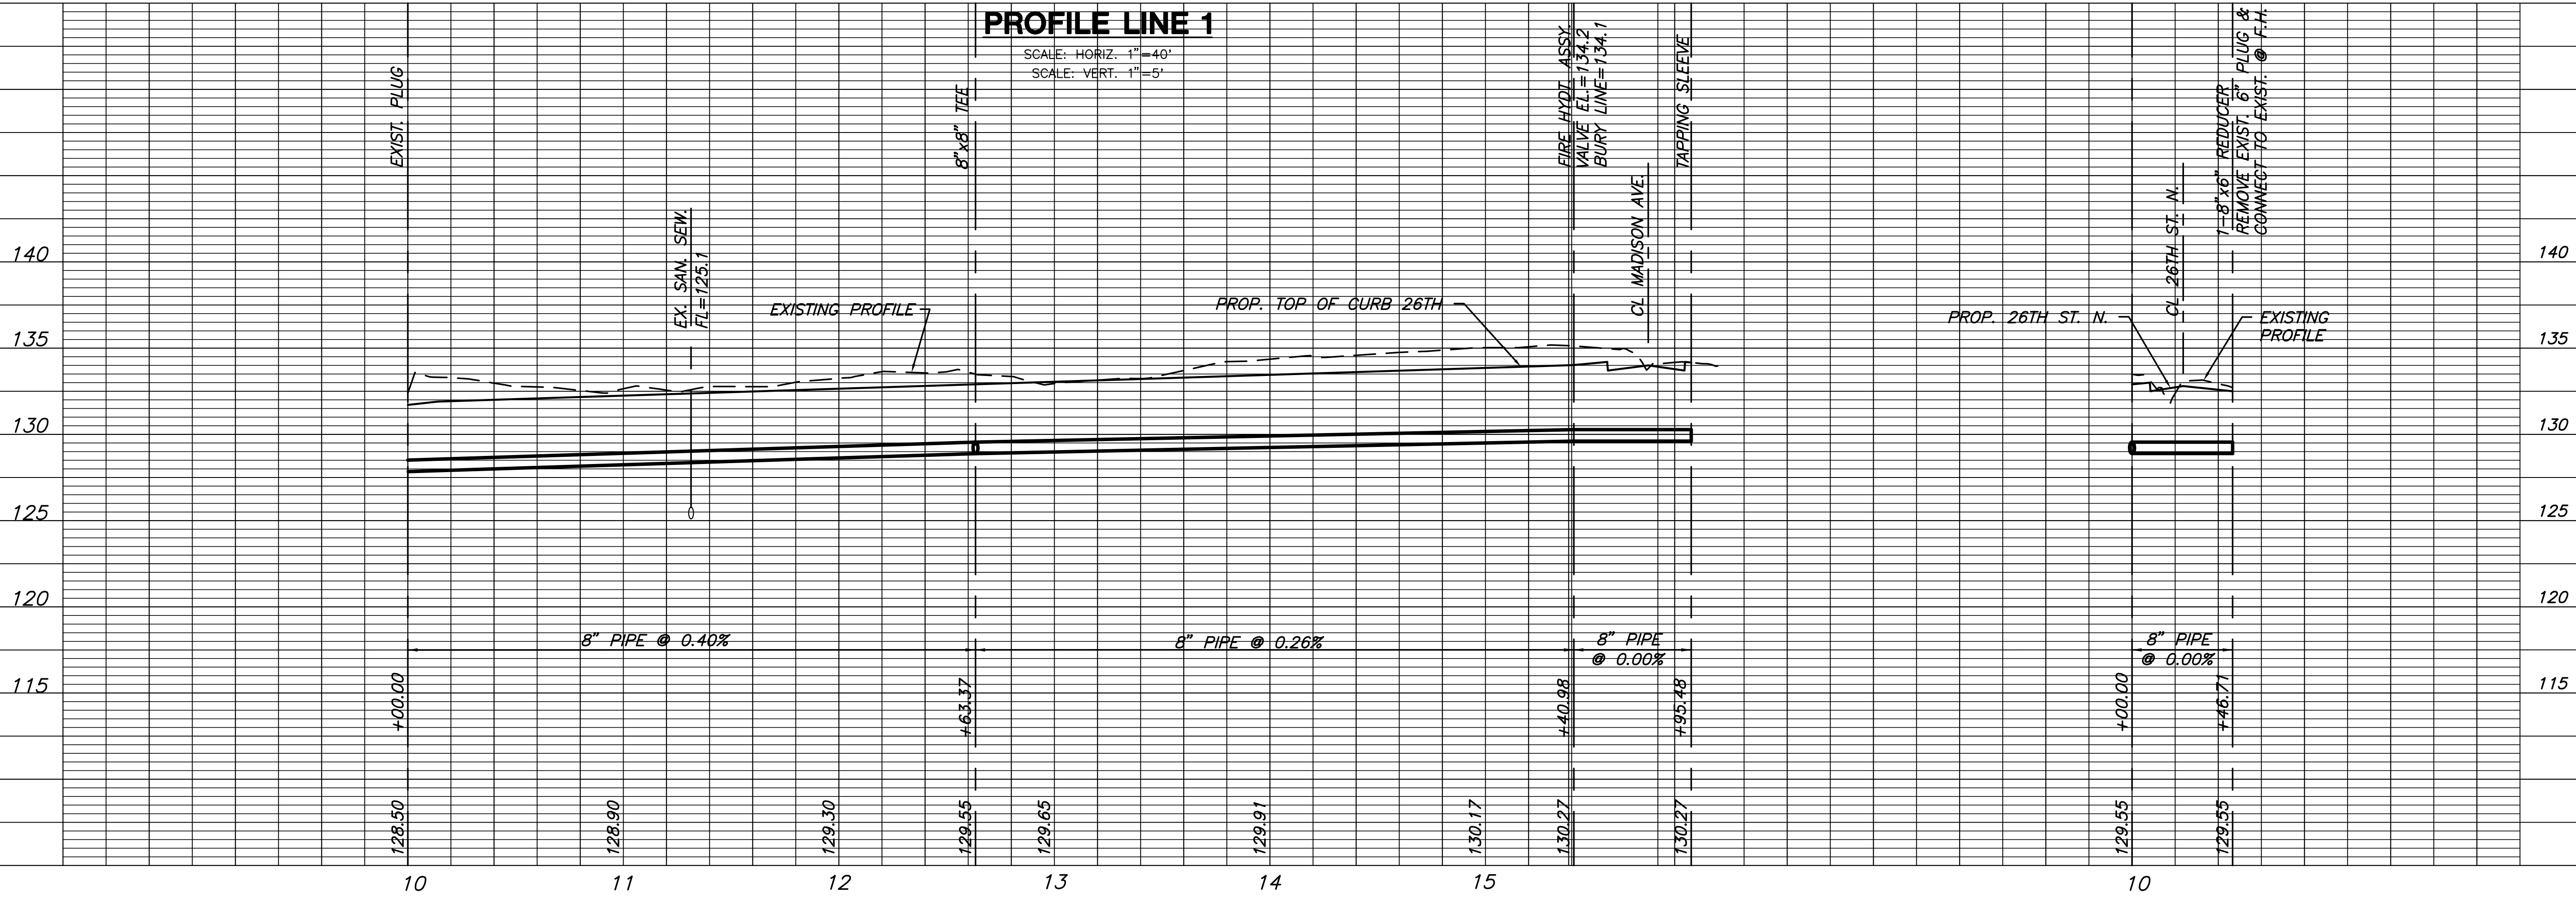 PROFILE LINE 1
SCALE: HORIZ. 1"=40'
SCALE: VERT. 1"=5'
EXIST. PLUG
8"x8" TEE
FIRE HYDT. ASSY.
VALVE EL.=134.2
BURY LINE=134.1
TAPPING SLEEVE
1-8"x6" REDUCER
REMOVE EXIST. 6" PLUG &
CONNECT TO EXIST. @ F.H.
EX. SAN. SEW.
FL=125.1
CL MADISON AVE.
CL 26TH ST. N.
EXISTING PROFILE
PROP. TOP OF CURB 26TH
PROP. 26TH ST. N.
EXISTING
PROFILE
140
135
130
125
120
115
140
135
130
125
120
115
8" PIPE @ 0.40%
8" PIPE @ 0.26%
8" PIPE
@ 0.00%
8" PIPE
@ 0.00%
+00.00
+63.37
+40.98
+95.48
+00.00
+46.71
128.50
128.90
129.30
129.55
129.65
129.91
130.17
130.27
130.27
129.55
129.55
10
11
12
13
14
15
10